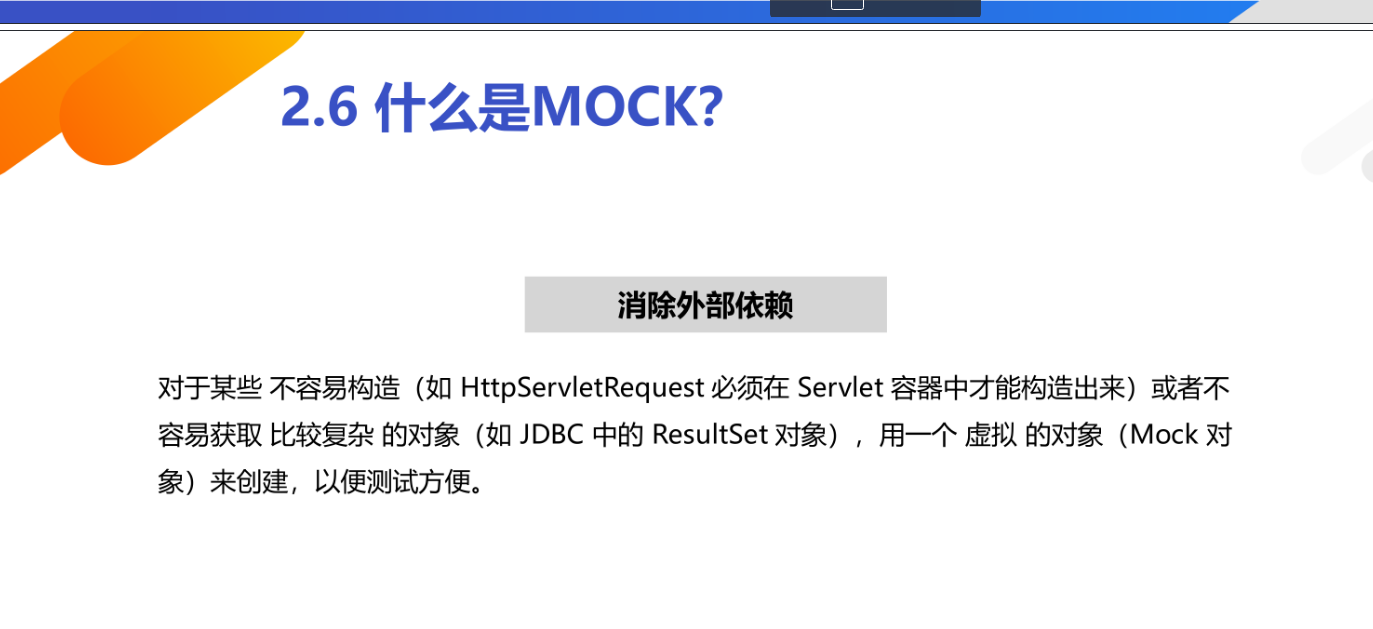 2.6 什么是MOCK?
消除外部依赖
对于某些 不容易构造（如 HttpServletRequest 必须在 Servlet 容器中才能构造出来）或者不
容易获取 比较复杂 的对象（如 JDBC 中的 ResultSet 对象），用一个 虚拟 的对象（Mock 对
象）来创建，以便测试方便。